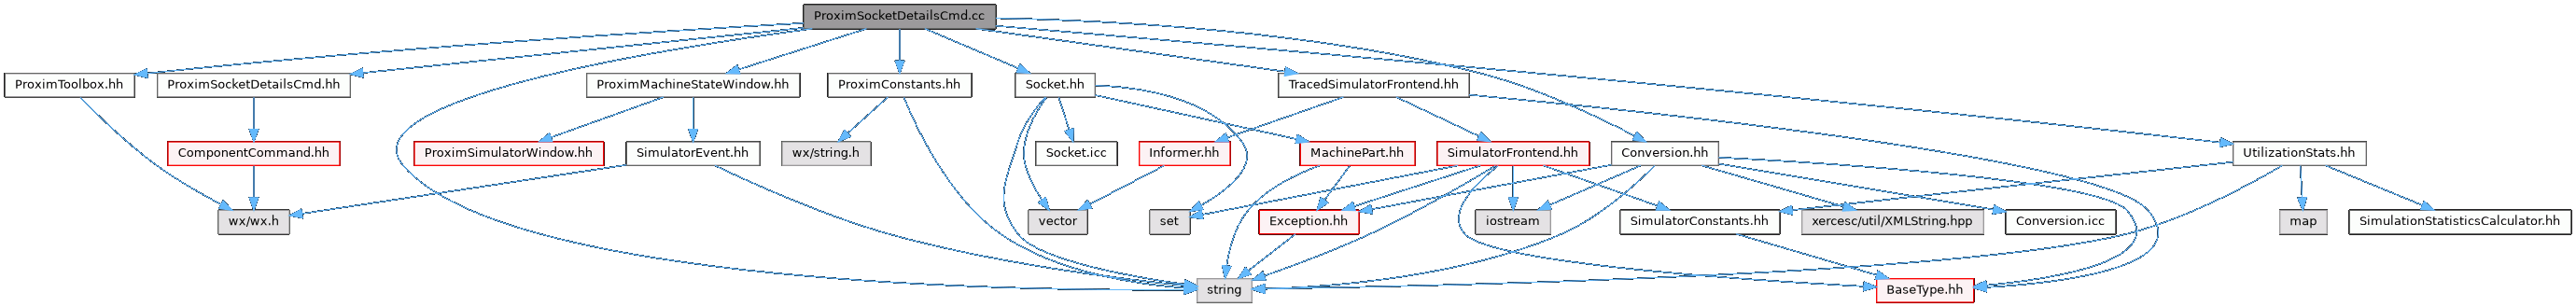 ProximSocketDetailsCmd.cc
ProximToolbox.hh
ProximSocketDetailsCmd.hh
ProximMachineStateWindow.hh
ProximConstants.hh
Socket.hh
TracedSimulatorFrontend.hh
ComponentCommand.hh
ProximSimulatorWindow.hh
SimulatorEvent.hh
wx/string.h
Socket.icc
Informer.hh
MachinePart.hh
SimulatorFrontend.hh
Conversion.hh
UtilizationStats.hh
wx/wx.h
vector
set
Exception.hh
iostream
SimulatorConstants.hh
xercesc/util/XMLString.hpp
Conversion.icc
map
SimulationStatisticsCalculator.hh
string
BaseType.hh